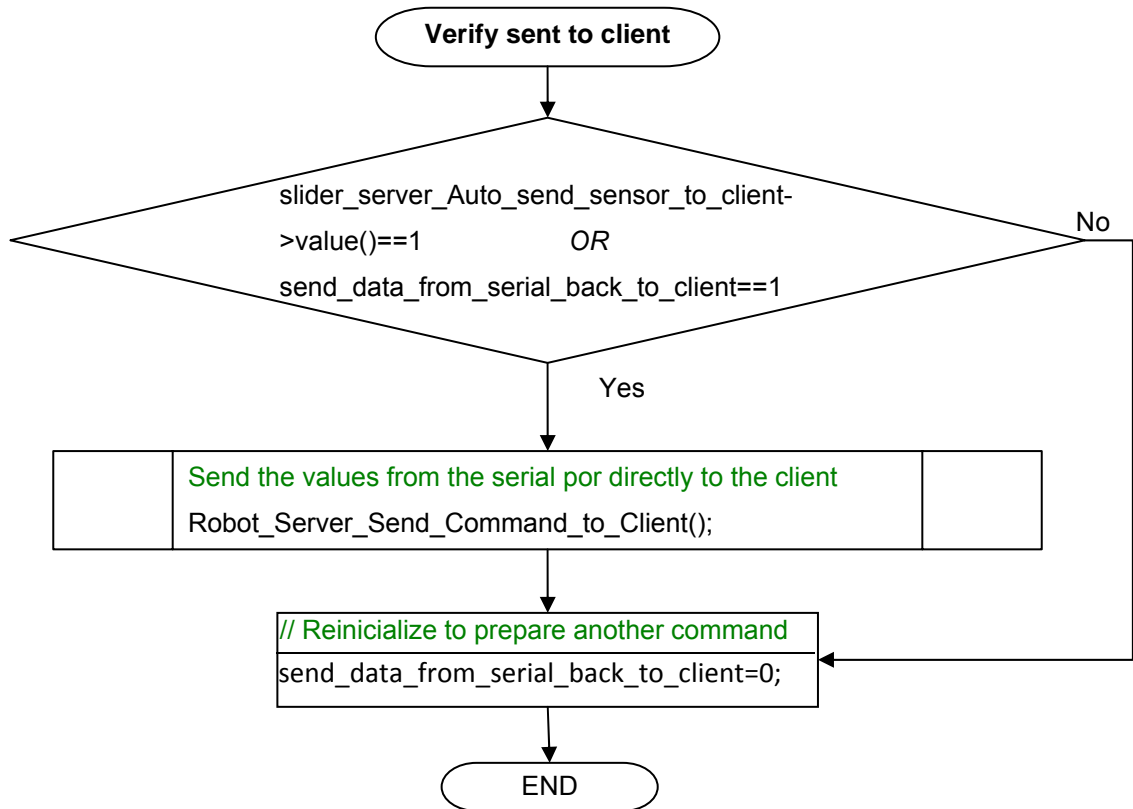 Verify sent to client
slider_server_Auto_send_sensor_to_client-
>value()==1 OR
send_data_from_serial_back_to_client==1
No
Yes
Send the values from the serial por directly to the client
Robot_Server_Send_Command_to_Client();
// Reinicialize to prepare another command
send_data_from_serial_back_to_client=0;
END